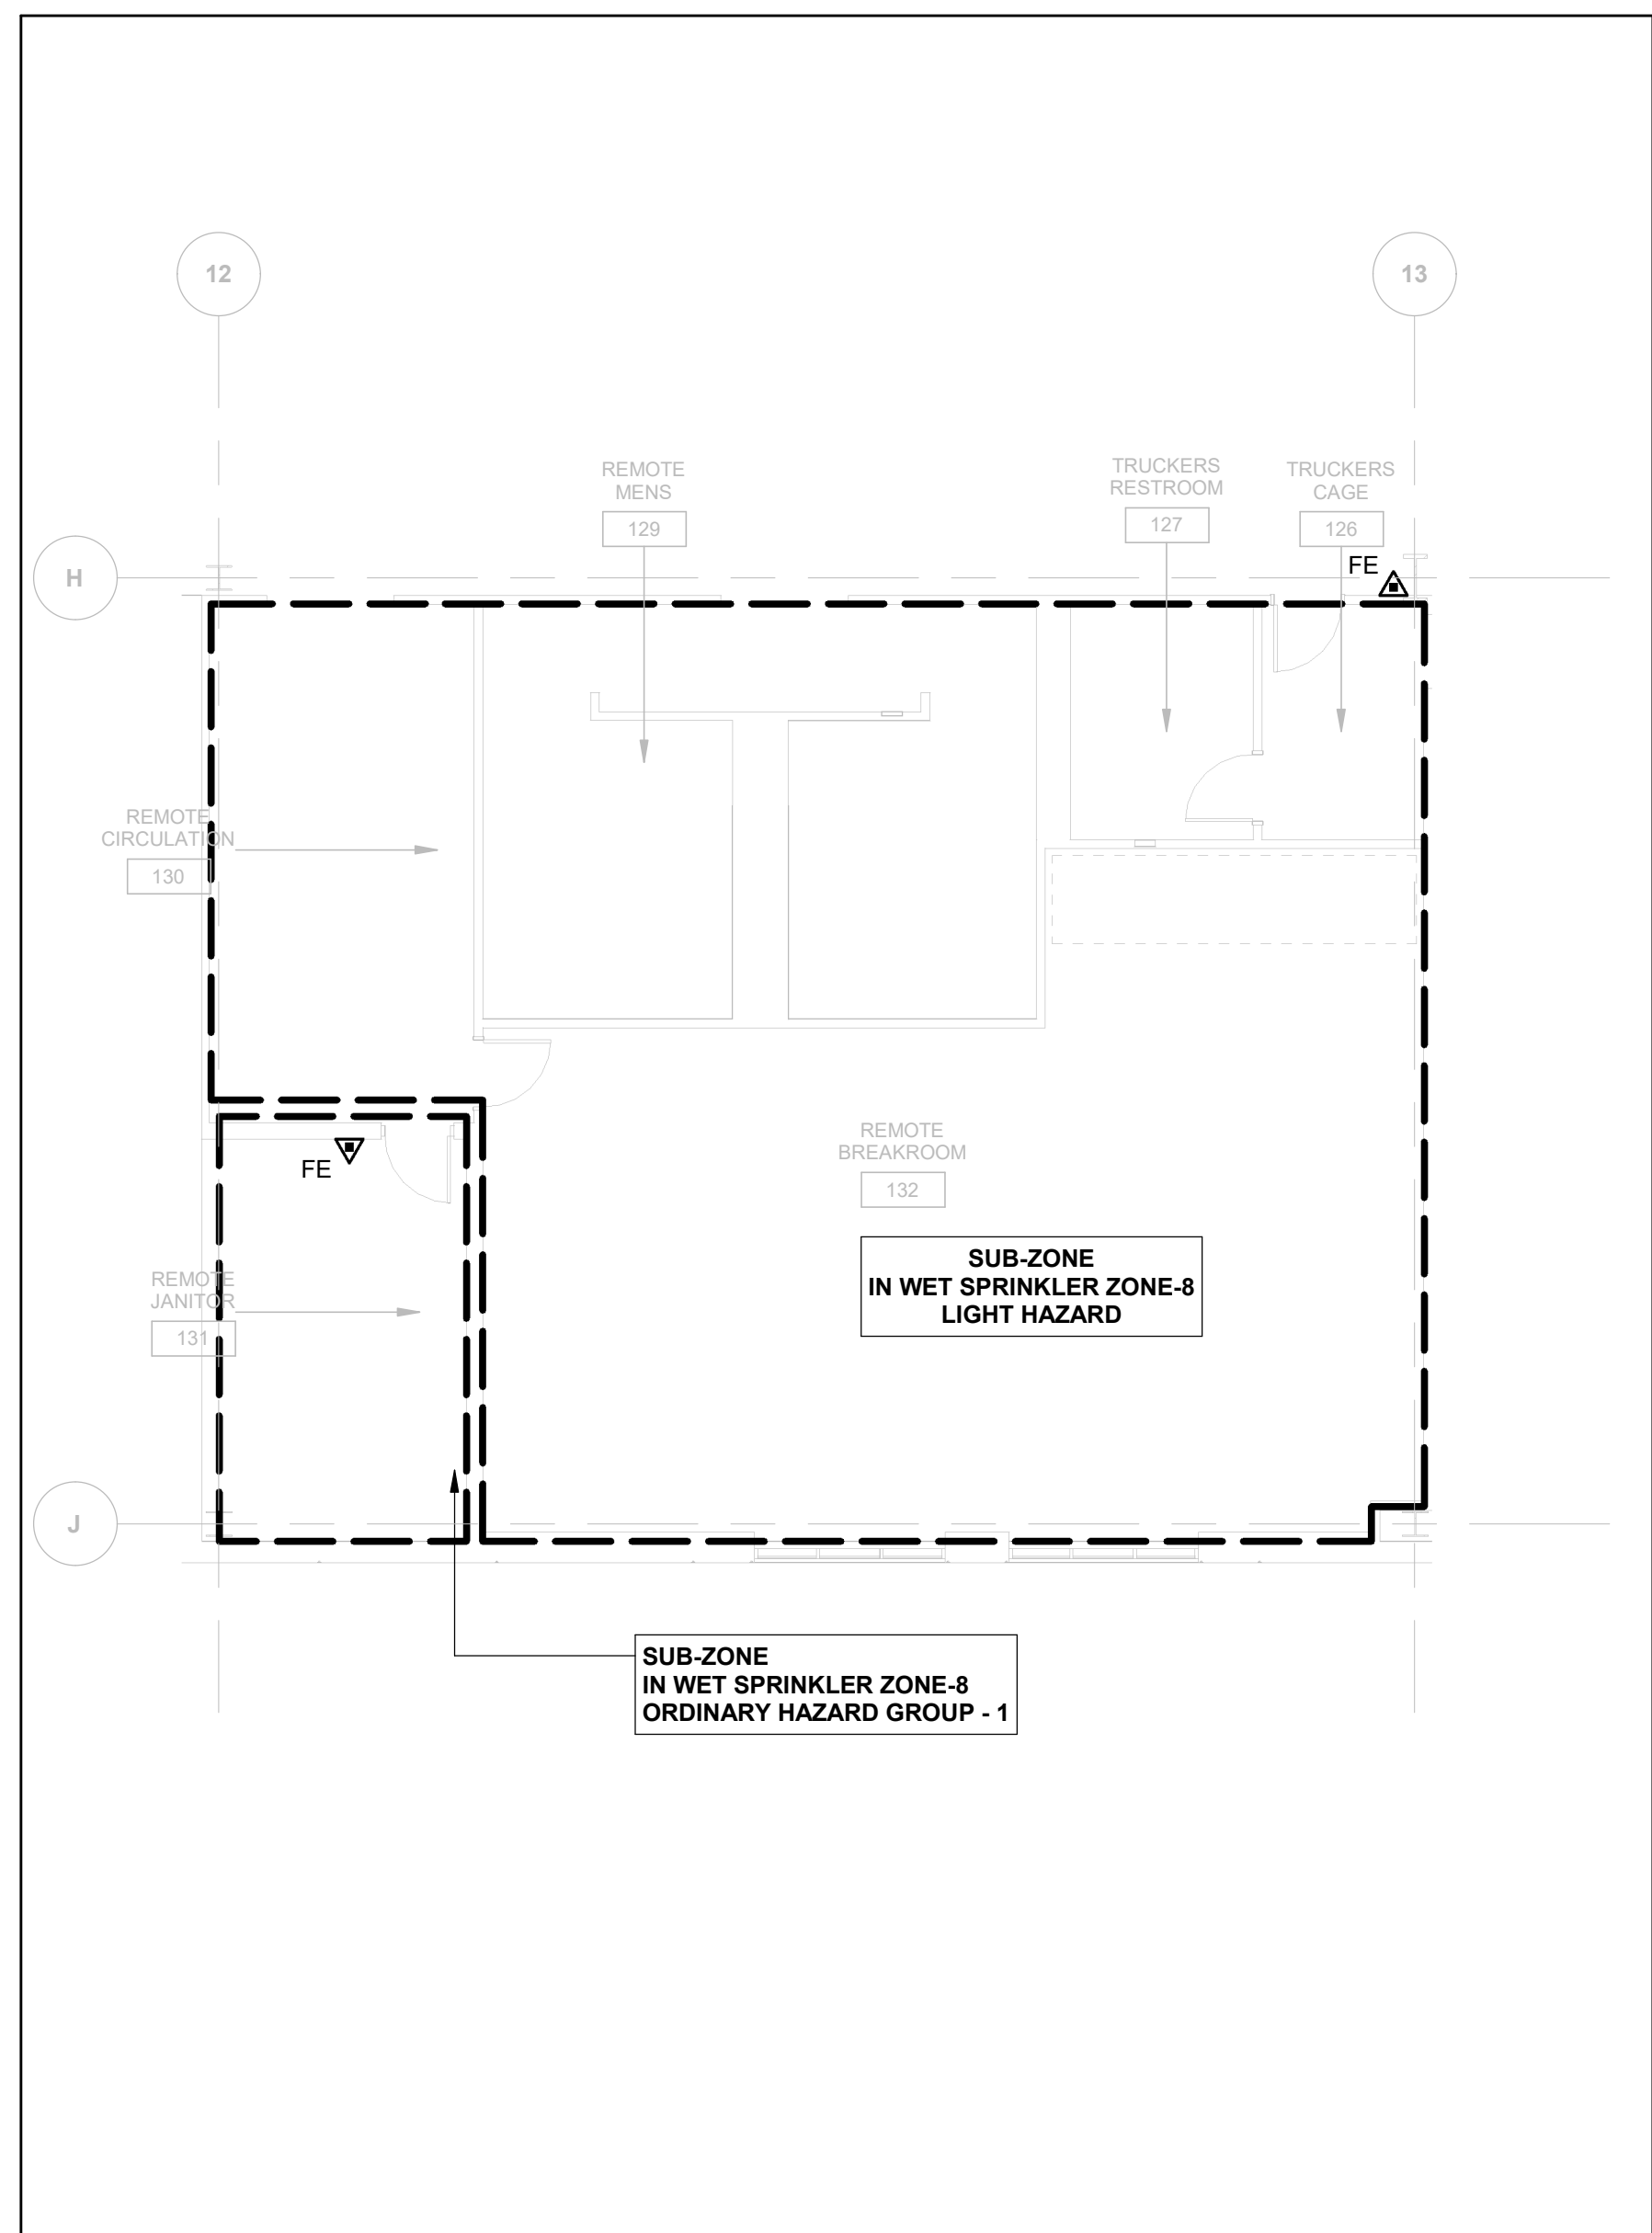 12
13
REMOTE
MENS
129
TRUCKERS
RESTROOM
127
TRUCKERS
CAGE
126
H
FE
REMOTE
CIRCULATION
130
REMOTE
BREAKROOM
132
FE
SUB-ZONE
IN WET SPRINKLER ZONE-8
LIGHT HAZARD
REMOTE
JANITOR
131
J
SUB-ZONE
IN WET SPRINKLER ZONE-8
ORDINARY HAZARD GROUP - 1